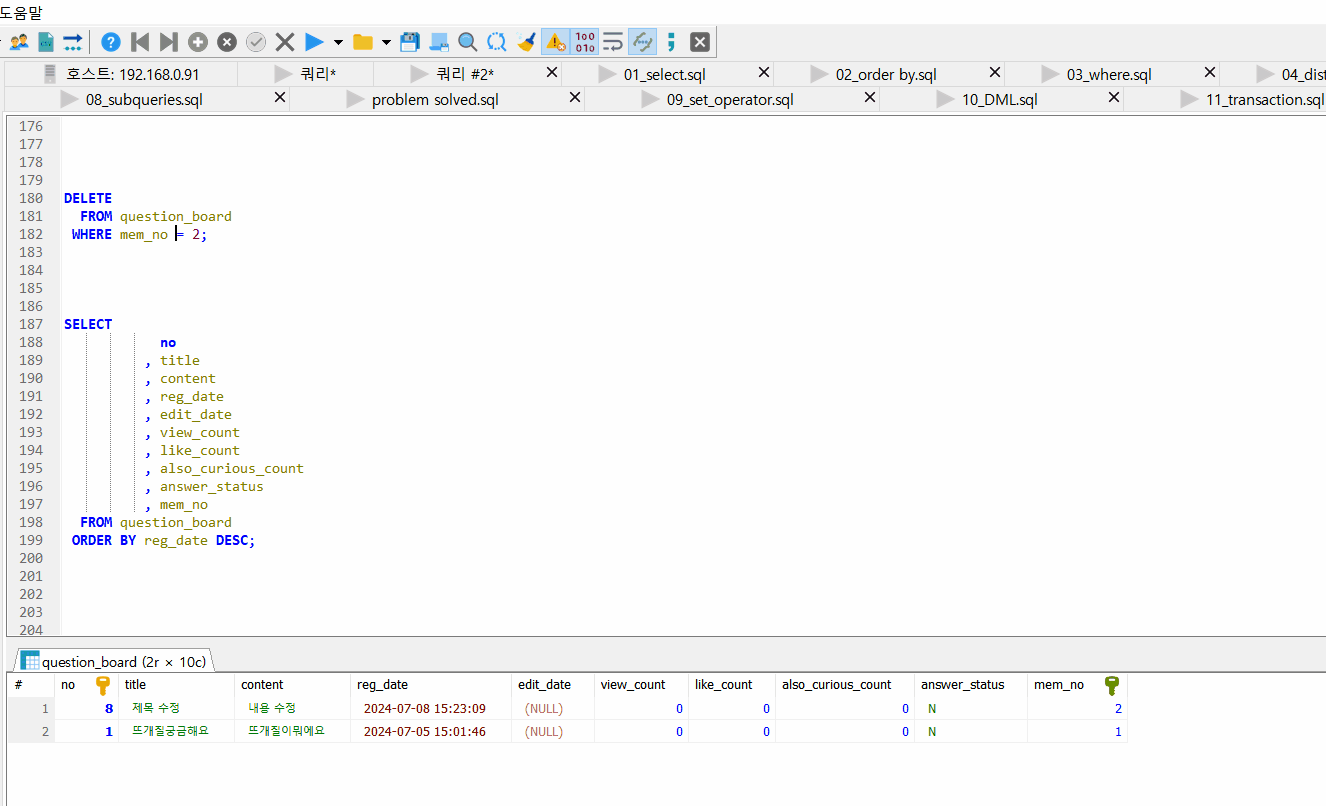 도움말
호스트: 192.168.0.91 쿼리* 쿼리 #2* 01_select.sql 02_order by.sql 03_where.sql 04_dist
08_subqueries.sql problem solved.sql 09_set_operator.sql 10_DML.sql 11_transaction.sql
176
177
178
179
180 DELETE
181 FROM question_board
182 WHERE mem_no = 2;
183
184
185
186
187 SELECT
188 no
189 , title
190 , content
191 , reg_date
192 , edit_date
193 , view_count
194 , like_count
195 , also_curious_count
196 , answer_status
197 , mem_no
198 FROM question_board
199 ORDER BY reg_date DESC;
200
201
202
203
204
question_board (2r × 10c)
# no title content reg_date edit_date view_count like_count also_curious_count answer_status mem_no
1 8 제목 수정 내용 수정 2024-07-08 15:23:09 (NULL) 0 0 0 N 2
2 1 뜨개질궁금해요 뜨개질이뭐에요 2024-07-05 15:01:46 (NULL) 0 0 0 N 1